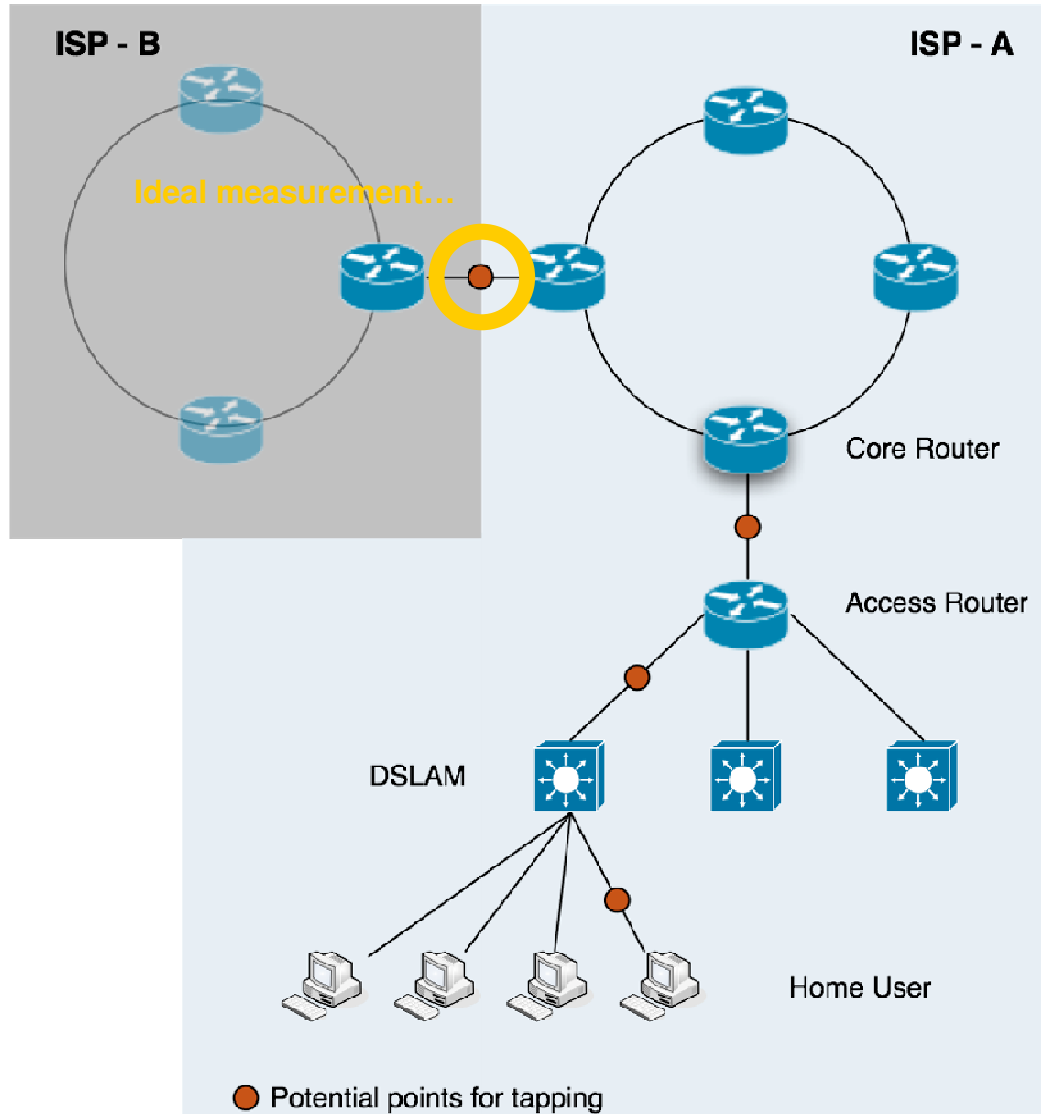 ISP - B
ISP - A
Ideal measurement…
Core Router
Access Router
DSLAM
Home User
Potential points for tapping